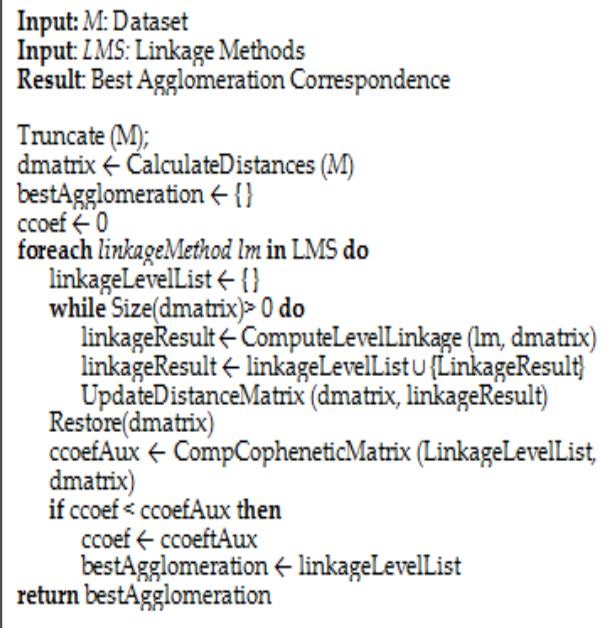 Input: M: Dataset
Input: LMS: Linkage Methods
Result: Best Agglomeration Correspondence
Truncate (M);
dmatrix ← CalculateDistances (M)
bestAgglomeration ← { }
ccoef ← 0
foreach linkageMethod lm in LMS do
linkageLevelList ← { }
while Size(dmatrix)> 0 do
linkageResult ← ComputeLevelLinkage (lm, dmatrix)
linkageResult ← linkageLevelList ∪ {LinkageResult}
UpdateDistanceMatrix (dmatrix, linkageResult)
Restore(dmatrix)
ccoefAux ← CompCopheneticMatrix (LinkageLevelList,
dmatrix)
if ccoef < ccoefAux then
ccoef ← ccoeftAux
bestAgglomeration ← linkageLevelList
return bestAgglomeration